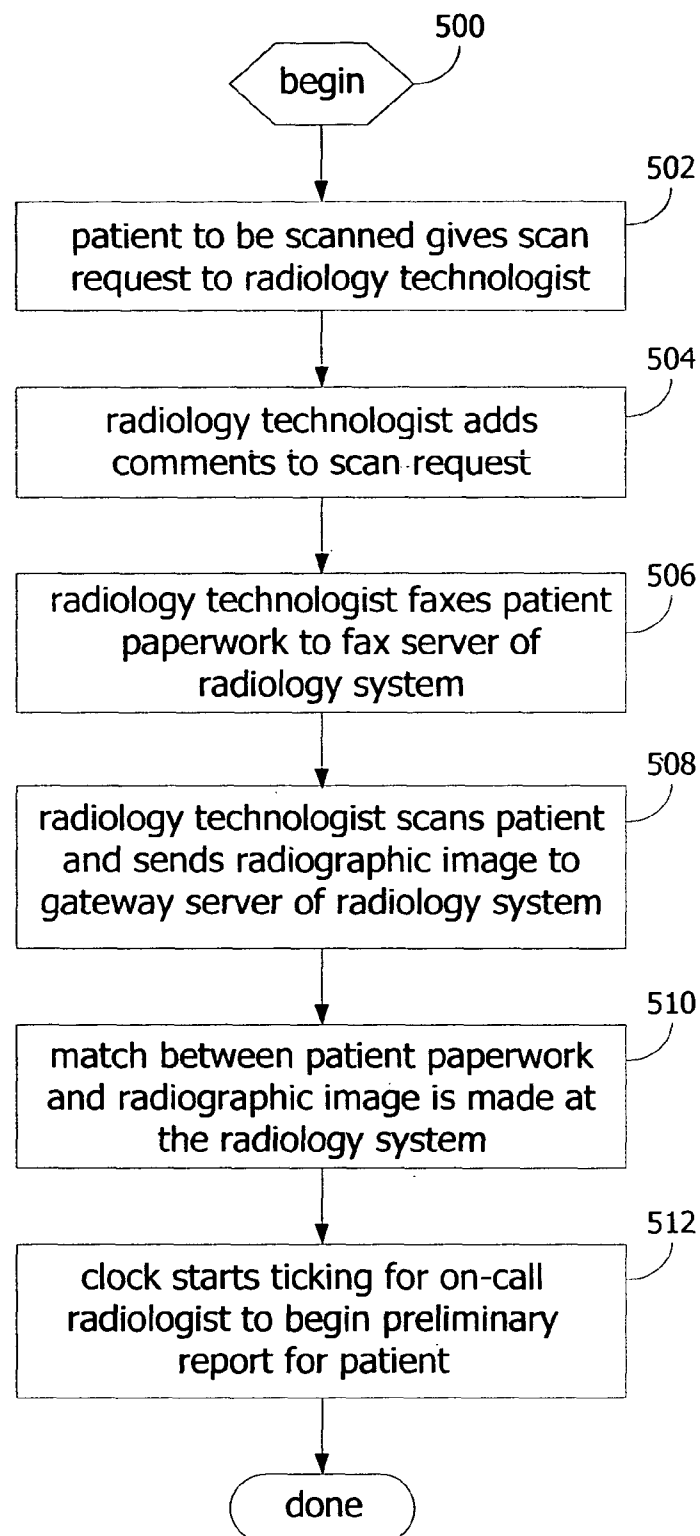 500
begin
502
patient to be scanned gives scan
request to radiology technologist
504
radiology technologist adds
comments to scan request
506
radiology technologist faxes patient
paperwork to fax server of
radiology system
508
radiology technologist scans patient
and sends radiographic image to
gateway server of radiology system
510
match between patient paperwork
and radiographic image is made at
the radiology system
512
clock starts ticking for on-call
radiologist to begin preliminary
report for patient
done